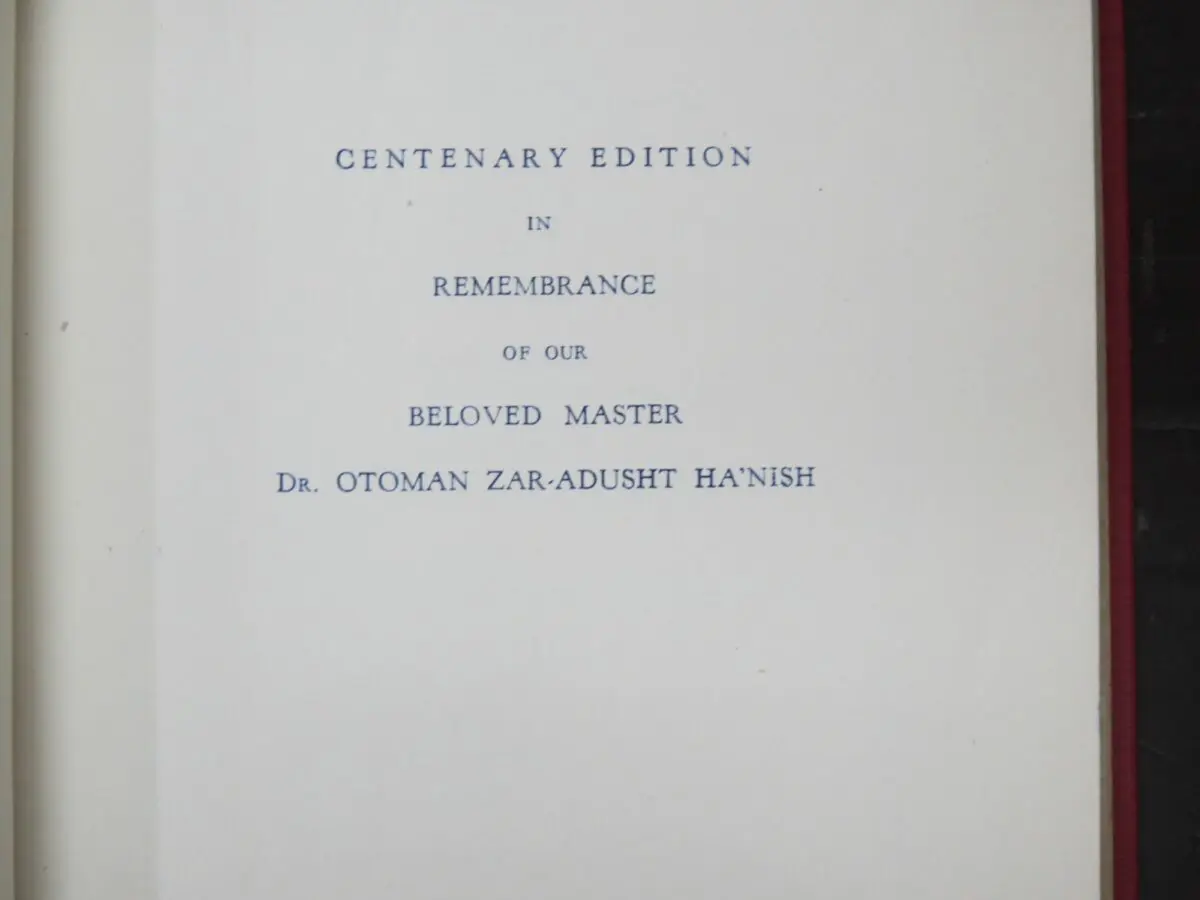 CENTENARY EDITION
IN
REMEMBRANCE
OF OUR
BELOVED MASTER
DR. OTOMAN ZAR-ADUSHT HA'NISH